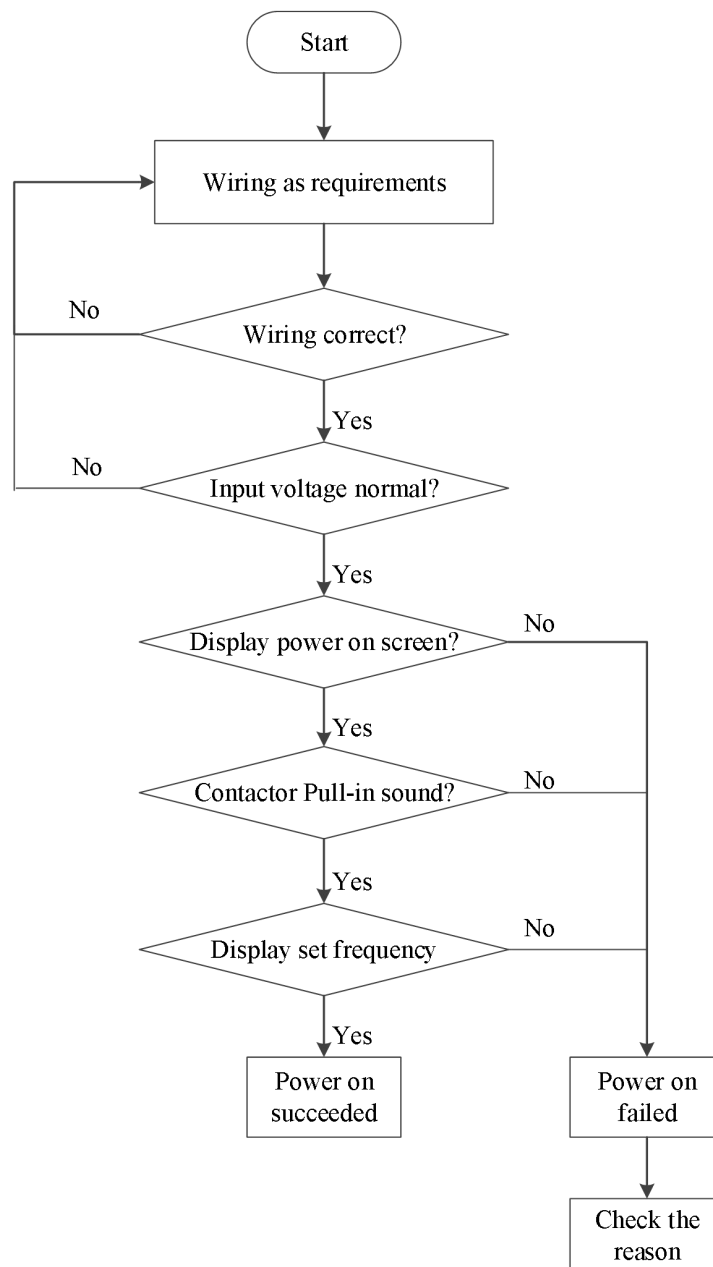 Start
Wiring as requirements
No
Wiring correct?
Yes
No
Input voltage normal?
Yes
No
Display power on screen?
Yes
Contactor Pull-in sound?
No
Yes
No
Display set frequency
Yes
Power on
succeeded
Power on
failed
Check the
reason